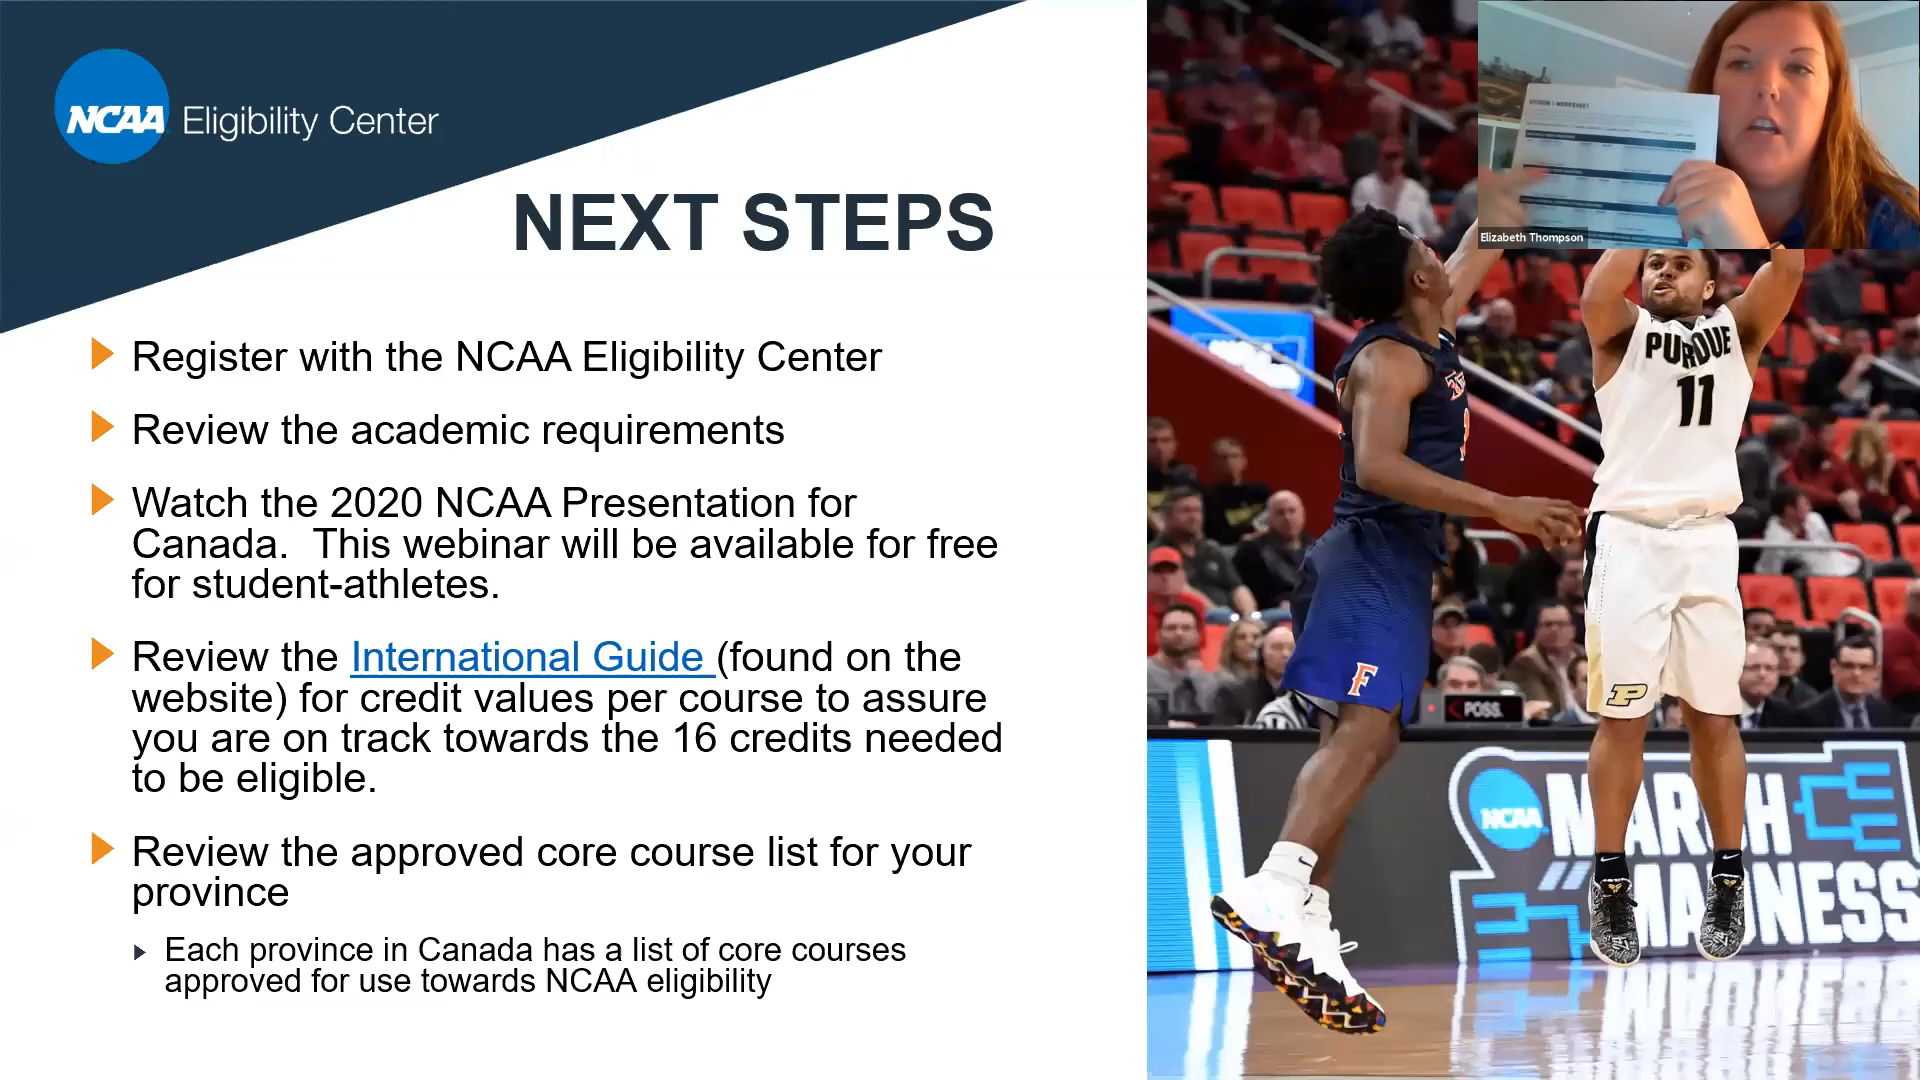 NCAA Eligibility Center
NEXT STEPS
Register with the NCAA Eligibility Center
Review the academic requirements
Watch the 2020 NCAA Presentation for
Canada. This webinar will be available for free
for student-athletes.
Review the International Guide (found on the
website) for credit values per course to assure
you are on track towards the 16 credits needed
to be eligible.
Review the approved core course list for your
province
Each province in Canada has a list of core courses
approved for use towards NCAA eligibility
WORKSHEET
Elizabeth Thompson
PURDUE
11
F
P
POSS.
NCAA
MARCH
MADNESS